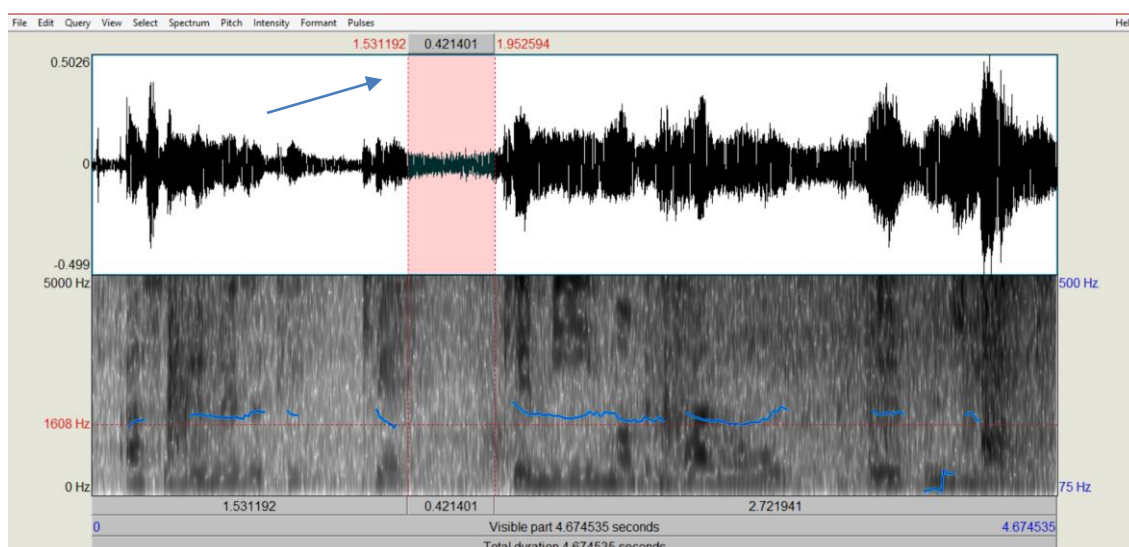 File Edit Query View Select Spectrum Pitch Intensity Formant Pulses Hel
1.531192 0.421401 1.952594
0.5026
0
-0.499
5000 Hz 500 Hz
1608 Hz
0 Hz 75 Hz
1.531192 0.421401 2.721941
0 Visible part 4.674535 seconds 4.674535
Total duration 4.674535 seconds